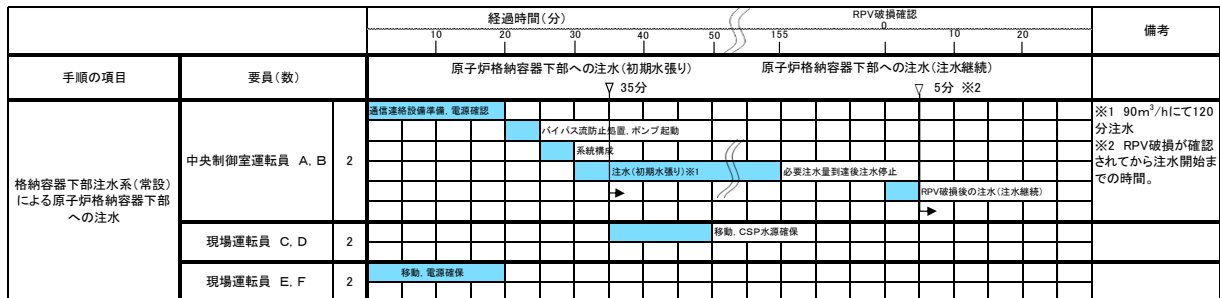 経過時間(分)
RPV破損確認
備考
10 20 30 40 50 155 0 10 20
手順の項目
要員(数)
原子炉格納容器下部への注水(初期水張り)
原子炉格納容器下部への注水(注水継続)
▽ 35分
▽ 5分 ※2
格納容器下部注水系(常設)
による原子炉格納容器下部
への注水
中央制御室運転員 A, B
2
通信連絡設備準備, 電源確認
バイパス流防止処置, ポンプ起動
系統構成
注水(初期水張り)※1
必要注水量到達後注水停止
RPV破損後の注水(注水継続)
※1 90m³/hにて120
分注水
※2 RPV破損が確認
されてから注水開始ま
での時間。
現場運転員 C, D
2
移動, CSP水源確保
現場運転員 E, F
2
移動, 電源確保